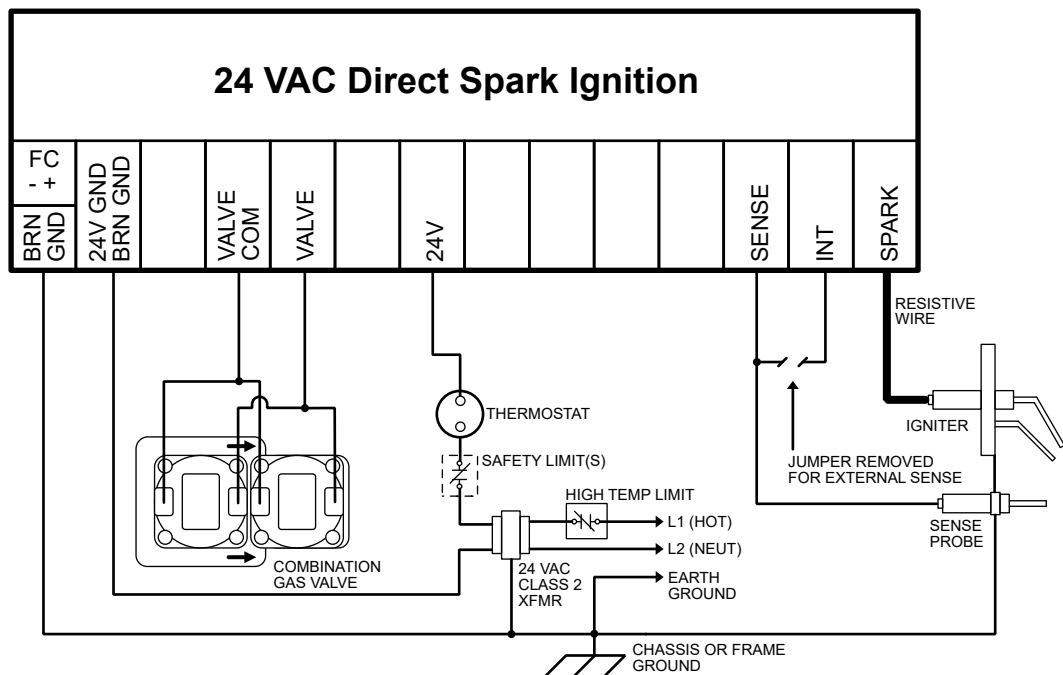 24 VAC Direct Spark Ignition
FC
- +
BRN
GND
24V GND
BRN GND
VALVE
COM
VALVE
24V
SENSE
INT
SPARK
RESISTIVE
WIRE
IGNITER
THERMOSTAT
SAFETY LIMIT(S)
JUMPER REMOVED
FOR EXTERNAL SENSE
HIGH TEMP LIMIT
L1 (HOT)
L2 (NEUT)
SENSE
PROBE
COMBINATION
GAS VALVE
24 VAC
CLASS 2
XFMR
EARTH
GROUND
CHASSIS OR FRAME
GROUND